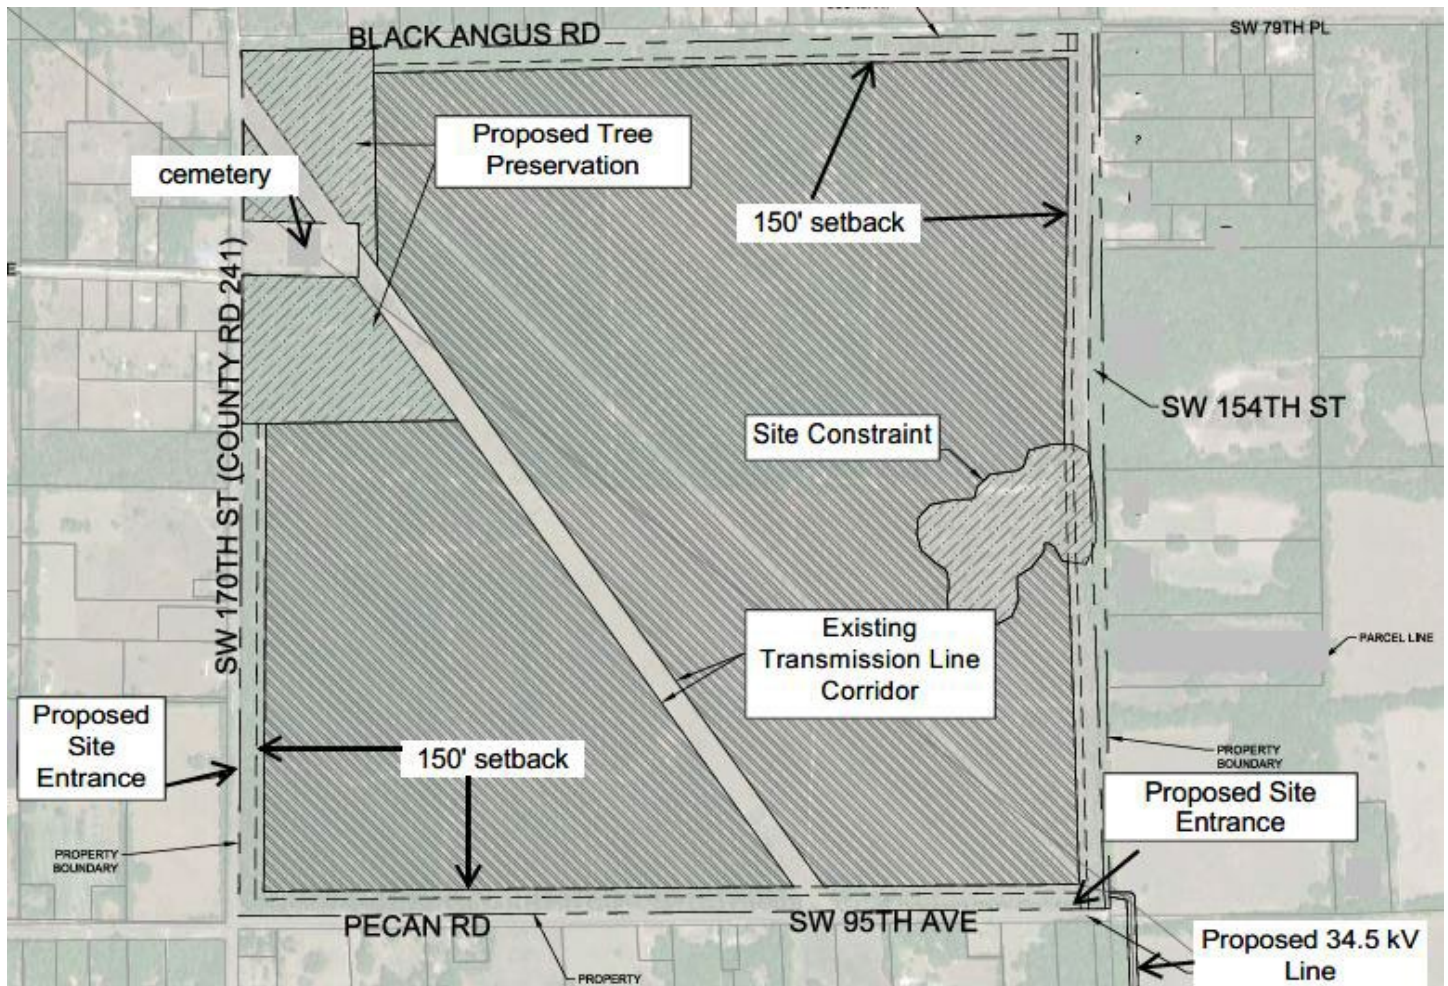 BLACK ANGUS RD
SW 79TH PL
Proposed Tree
Preservation
cemetery
?
150' setback
SW 170TH ST (COUNTY RD 241)
E
SW 154TH ST
Site Constraint
Existing
Transmission Line
Corridor
PARCEL LINE
Proposed
Site
Entrance
150' setback
PROPERTY
BOUNDARY
Proposed Site
Entrance
PROPERTY
BOUNDARY
PECAN RD
SW 95TH AVE
Proposed 34.5 kV
Line
PROPERTY